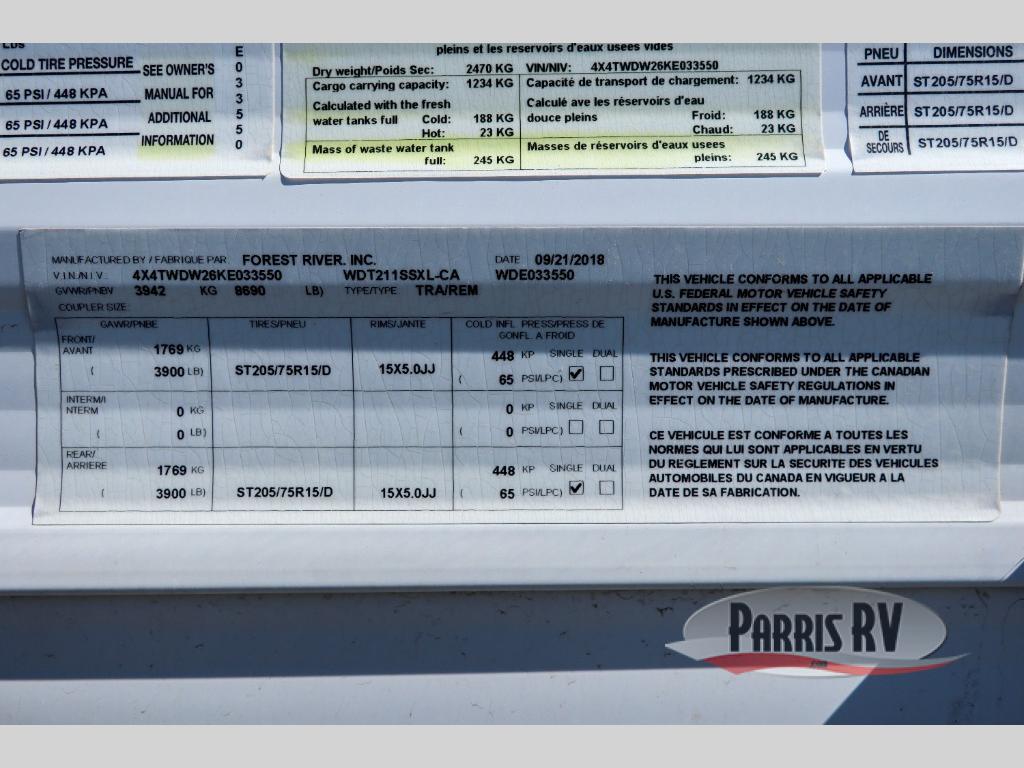 LBS
COLD TIRE PRESSURE
65 PSI / 448 KPA
65 PSI / 448 KPA
65 PSI / 448 KPA
SEE OWNER'S
MANUAL FOR
ADDITIONAL
INFORMATION
E
0
3
3
5
5
0
pleins et les reservoirs d'eaux usees vides
Dry weight/Poids Sec: 2470 KG VIN/NIV: 4X4TWDW26KE033550
Cargo carrying capacity: 1234 KG
Calculated with the fresh
water tanks full Cold: 188 KG
Hot: 23 KG
Mass of waste water tank
full: 245 KG
Capacité de transport de chargement: 1234 KG
Calculé ave les réservoirs d'eau
douce pleins Froid: 188 KG
Chaud: 23 KG
Masses de réservoirs d'eaux usees
pleins: 245 KG
PNEU DIMENSIONS
AVANT ST205/75R15/D
ARRIÈRE ST205/75R15/D
DE
SECOURS ST205/75R15/D
MANUFACTURED BY / FABRIQUE PAR: FOREST RIVER, INC. DATE 09/21/2018
V.I.N./N.I.V.: 4X4TWDW26KE033550 WDT211SSXL-CA WDE033550
GVWR/PNBV 3942 KG 8690 LB) TYPE/TYPE: TRA/REM
COUPLER SIZE:
GAWR/PNBE TIRES/PNEU RIMS/JANTE COLD INFL. PRESS/PRESS DE
GONFL. A FROID
FRONT/
AVANT 1769 KG 448 KP SINGLE DUAL
( 3900 LB) ST205/75R15/D 15X5.0JJ ( 65 PSI/LPC)
INTERM/I
NTERM 0 KG 0 KP SINGLE DUAL
( 0 LB) ( 0 PSI/LPC)
REAR/
ARRIERE 1769 KG 448 KP SINGLE DUAL
( 3900 LB) ST205/75R15/D 15X5.0JJ ( 65 PSI/LPC)
THIS VEHICLE CONFORMS TO ALL APPLICABLE
U.S. FEDERAL MOTOR VEHICLE SAFETY
STANDARDS IN EFFECT ON THE DATE OF
MANUFACTURE SHOWN ABOVE.
THIS VEHICLE CONFORMS TO ALL APPLICABLE
STANDARDS PRESCRIBED UNDER THE CANADIAN
MOTOR VEHICLE SAFETY REGULATIONS IN
EFFECT ON THE DATE OF MANUFACTURE.
CE VEHICULE EST CONFORME A TOUTES LES
NORMES QUI LUI SONT APPLICABLES EN VERTU
DU REGLEMENT SUR LA SECURITE DES VEHICULES
AUTOMOBILES DU CANADA EN VIGUEUR A LA
DATE DE SA FABRICATION.
PARRIS RV
.com